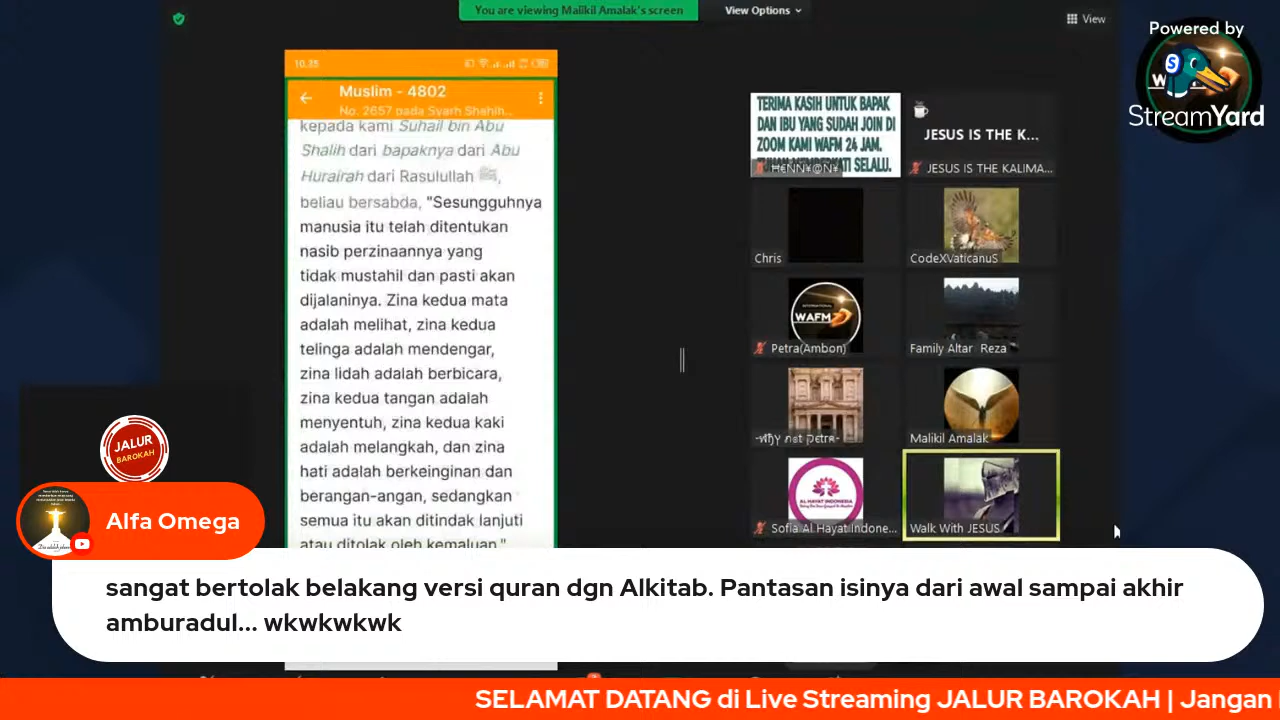 You are viewing Malikil Amalak's screen
View Options
View
Powered by
StreamYard
10.35
Muslim - 4802
No. 2657 pada Syarh Shahih...
kepada kami Suhail bin Abu
Shalih dari bapaknya dari Abu
Hurairah dari Rasulullah ﷺ,
beliau bersabda, "Sesungguhnya
manusia itu telah ditentukan
nasib perzinaannya yang
tidak mustahil dan pasti akan
dijalaninya. Zina kedua mata
adalah melihat, zina kedua
telinga adalah mendengar,
zina lidah adalah berbicara,
zina kedua tangan adalah
menyentuh, zina kedua kaki
adalah melangkah, dan zina
hati adalah berkeinginan dan
berangan-angan, sedangkan
semua itu akan ditindak lanjuti
atau ditolak oleh kemaluan."
TERIMA KASIH UNTUK BAPAK
DAN IBU YANG SUDAH JOIN DI
ZOOM KAMI WAFM 24 JAM.
TUHAN MEMBERKATI SELALU.
JESUS IS THE K...
JESUS IS THE KALIMA...
Chris
CodeXVaticanuS
WAFM
Petra(Ambon)
Family Altar Reza
Malikil Amalak
AL HAYAT INDONESIA
Sofia Al Hayat Indone...
Walk With JESUS
JALUR
BAROKAH
Alfa Omega
sangat bertolak belakang versi quran dgn Alkitab. Pantasan isinya dari awal sampai akhir
amburadul... wkwkwkwk
SELAMAT DATANG di Live Streaming JALUR BAROKAH | Jangan